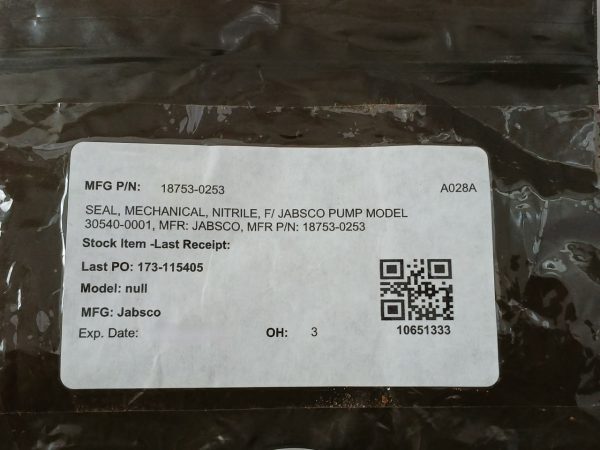 MFG P/N: 18753-0253 A028A
SEAL, MECHANICAL, NITRILE, F/ JABSCO PUMP MODEL
30540-0001, MFR: JABSCO, MFR P/N: 18753-0253
Stock Item -Last Receipt:
Last PO: 173-115405
Model: null
MFG: Jabsco
Exp. Date: OH: 3 10651333